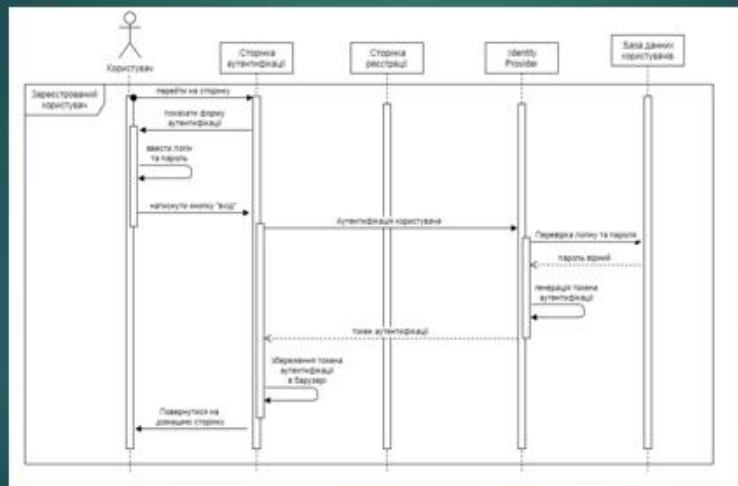 Користувач
:Сторінка
аутентифікації
:Сторінка
реєстрації
:Identity
Provider
:База данних
користувачів
Зареєстрований
користувач
перейти на сторінку
показати форму
аутентифікації
ввести логін
та пароль
натиснути кнопку "вхід"
Аутентифікація користувача
Перевірка логіну та пароля
пароль вірний
генерація токена
аутентифікації
токен аутентифікації
збереження токена
аутентифікації
в барузері
Повернутися на
домашню сторінку